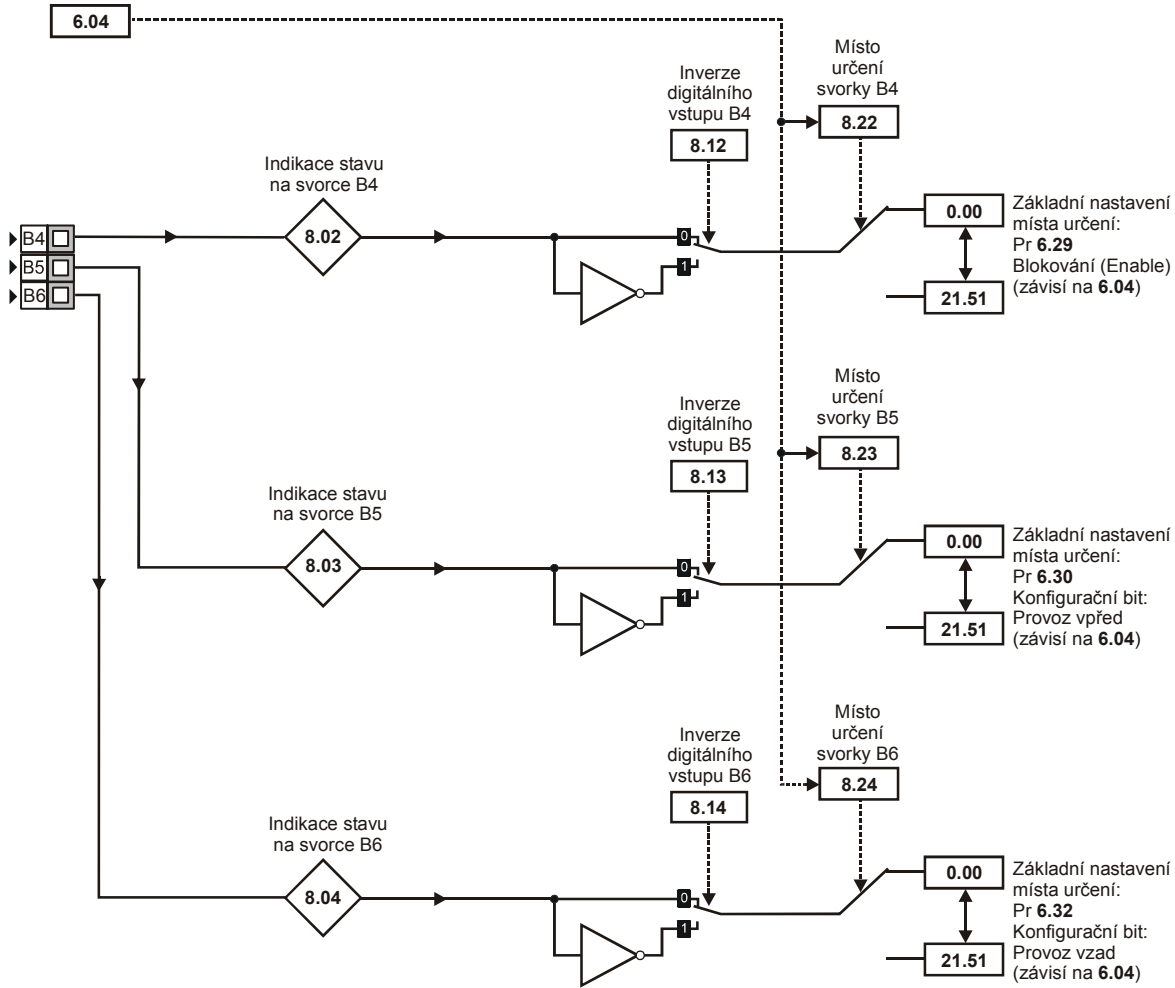 6.04
Inverze
digitálního
vstupu B4
8.12
Místo
určení
svorky B4
8.22
Indikace stavu
na svorce B4
8.02
B4
B5
B6
0
1
0.00
21.51
Základní nastavení
místa určení:
Pr 6.29
Blokování (Enable)
(závisí na 6.04)
Inverze
digitálního
vstupu B5
8.13
Místo
určení
svorky B5
8.23
Indikace stavu
na svorce B5
8.03
0
1
0.00
21.51
Základní nastavení
místa určení:
Pr 6.30
Konfigurační bit:
Provoz vpřed
(závisí na 6.04)
Inverze
digitálního
vstupu B6
8.14
Místo
určení
svorky B6
8.24
Indikace stavu
na svorce B6
8.04
0
1
0.00
21.51
Základní nastavení
místa určení:
Pr 6.32
Konfigurační bit:
Provoz vzad
(závisí na 6.04)